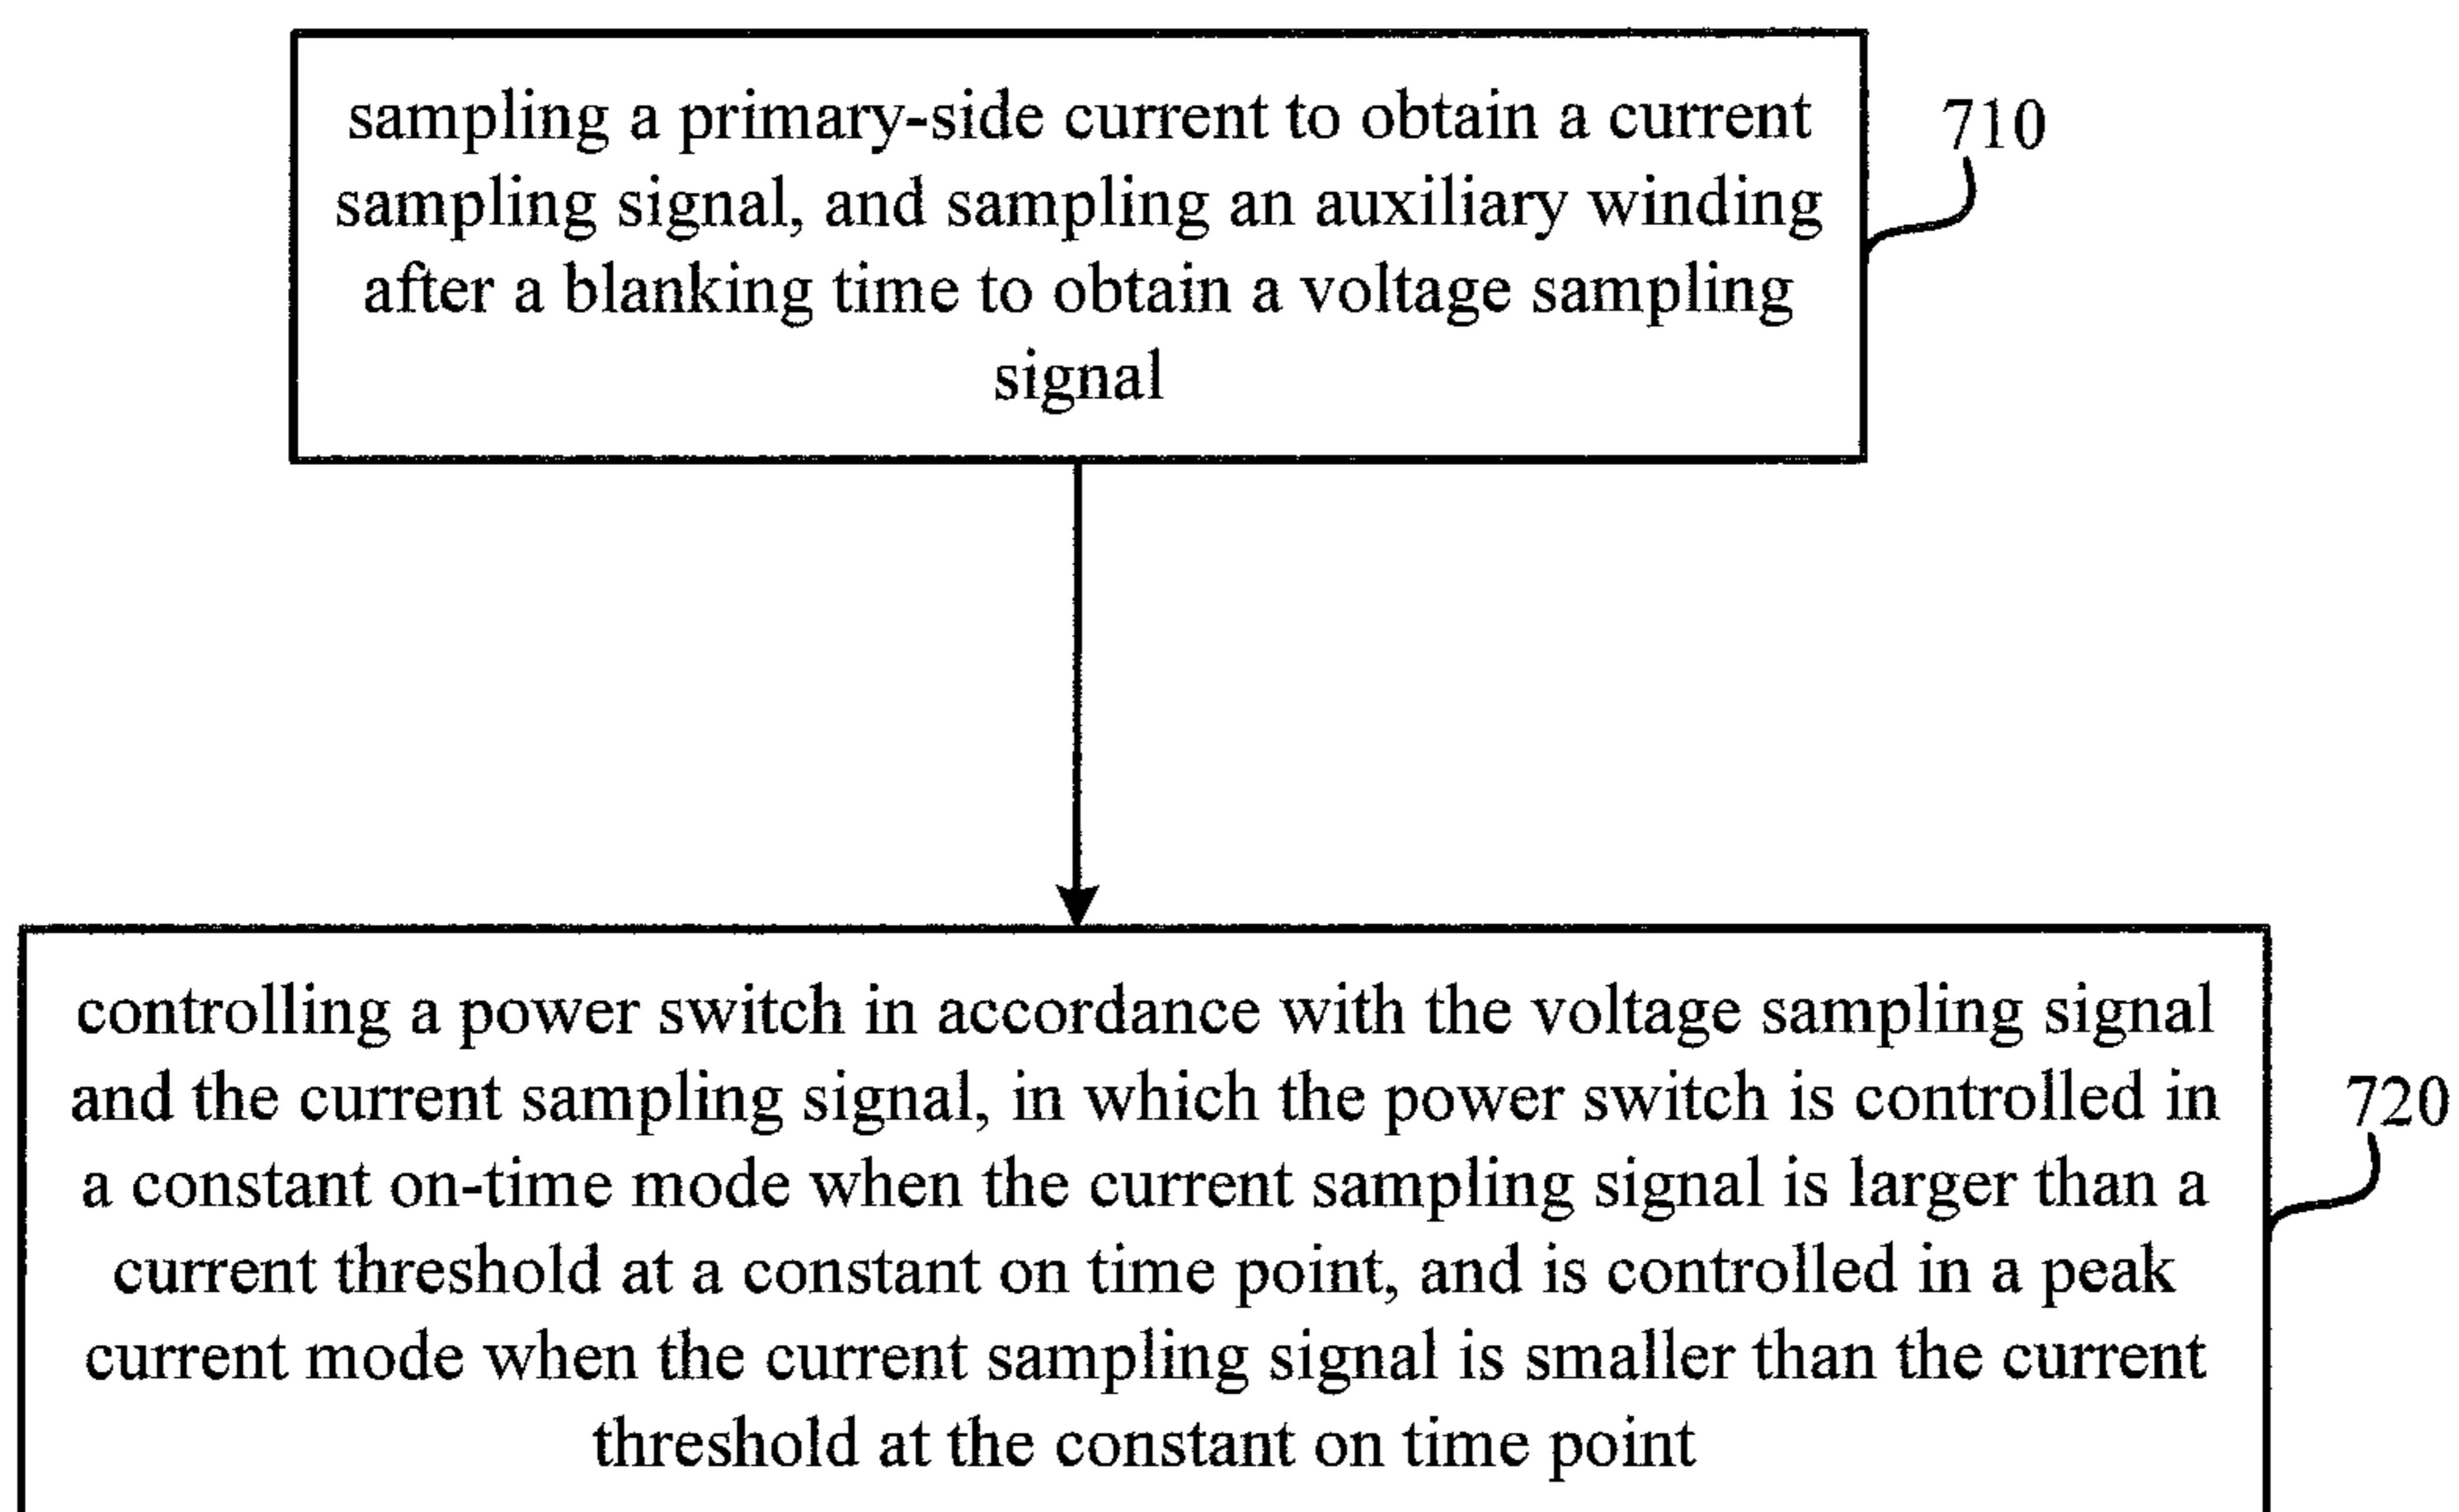 sampling a primary-side current to obtain a current
sampling signal, and sampling an auxiliary winding
after a blanking time to obtain a voltage sampling
signal
710
controlling a power switch in accordance with the voltage sampling signal
and the current sampling signal, in which the power switch is controlled in
a constant on-time mode when the current sampling signal is larger than a
current threshold at a constant on time point, and is controlled in a peak
current mode when the current sampling signal is smaller than the current
threshold at the constant on time point
720